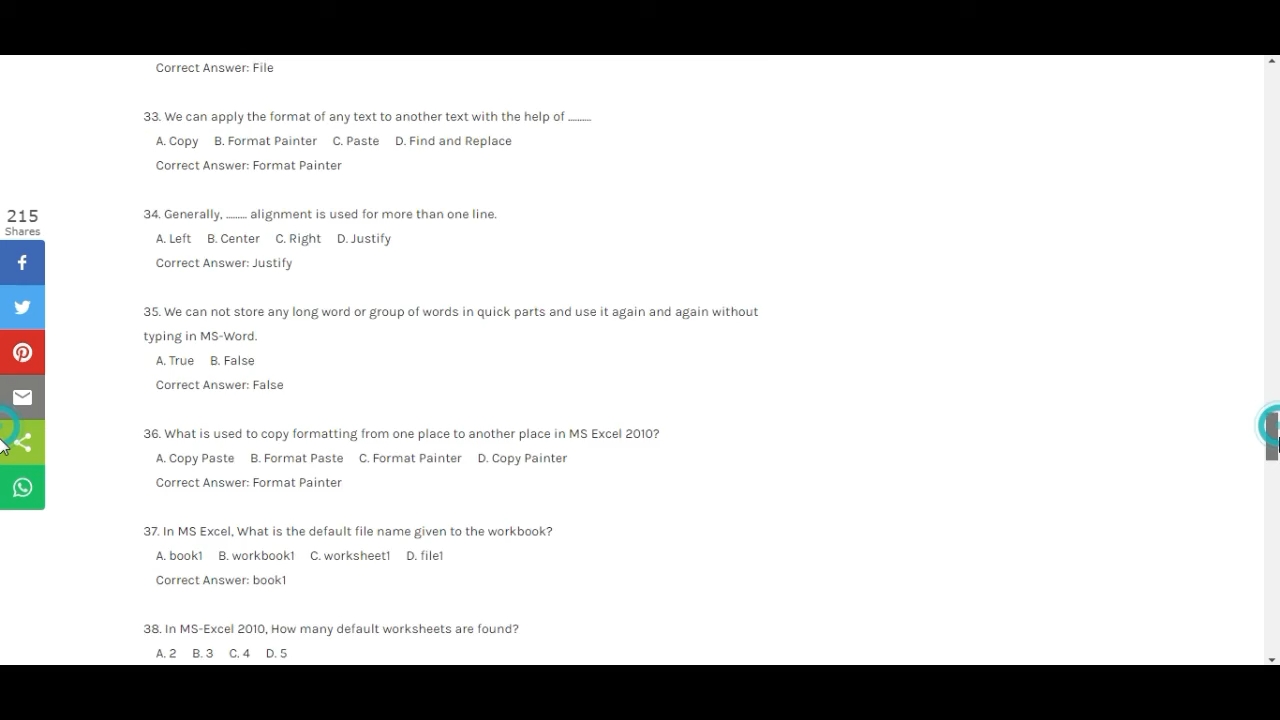 Correct Answer: File
33. We can apply the format of any text to another text with the help of .........
A. Copy B. Format Painter C. Paste D. Find and Replace
Correct Answer: Format Painter
34. Generally, ......... alignment is used for more than one line.
A. Left B. Center C. Right D. Justify
Correct Answer: Justify
215
Shares
35. We can not store any long word or group of words in quick parts and use it again and again without
typing in MS-Word.
A. True B. False
Correct Answer: False
36. What is used to copy formatting from one place to another place in MS Excel 2010?
A. Copy Paste B. Format Paste C. Format Painter D. Copy Painter
Correct Answer: Format Painter
37. In MS Excel, What is the default file name given to the workbook?
A. book1 B. workbook1 C. worksheet1 D. file1
Correct Answer: book1
38. In MS-Excel 2010, How many default worksheets are found?
A. 2 B. 3 C. 4 D. 5